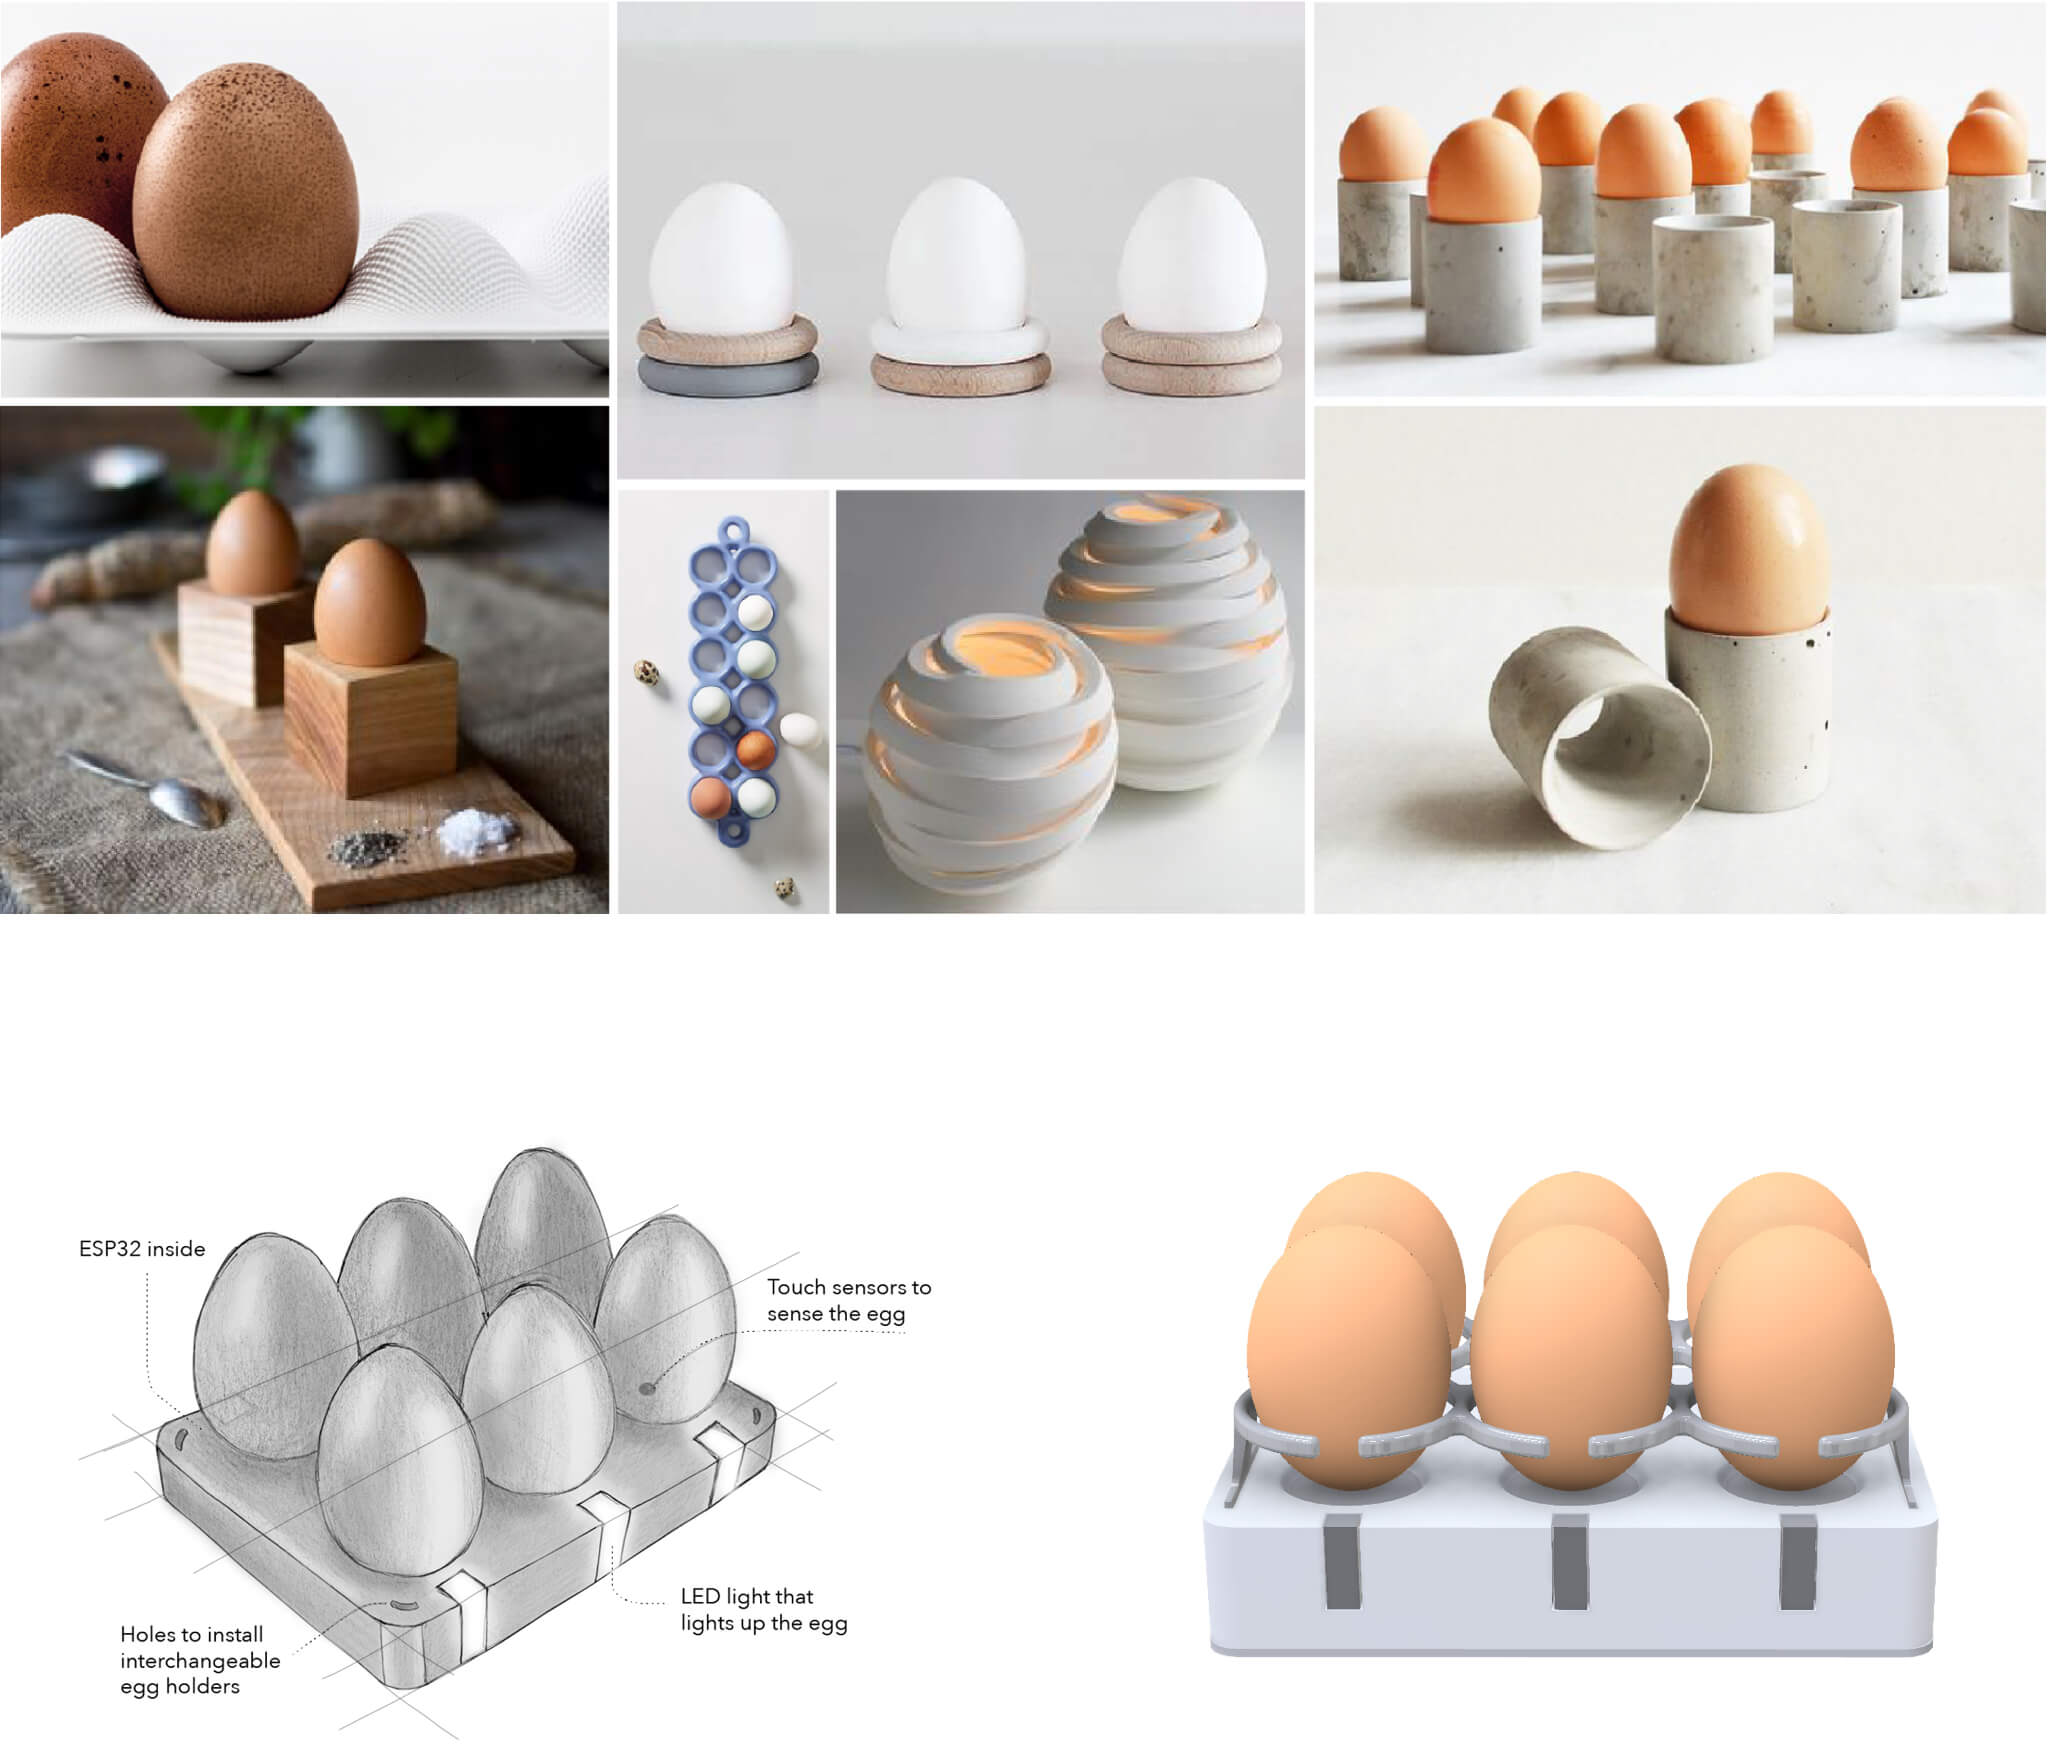 ESP32 inside
Touch sensors to
sense the egg
LED light that
lights up the egg
Holes to install
interchangeable
egg holders